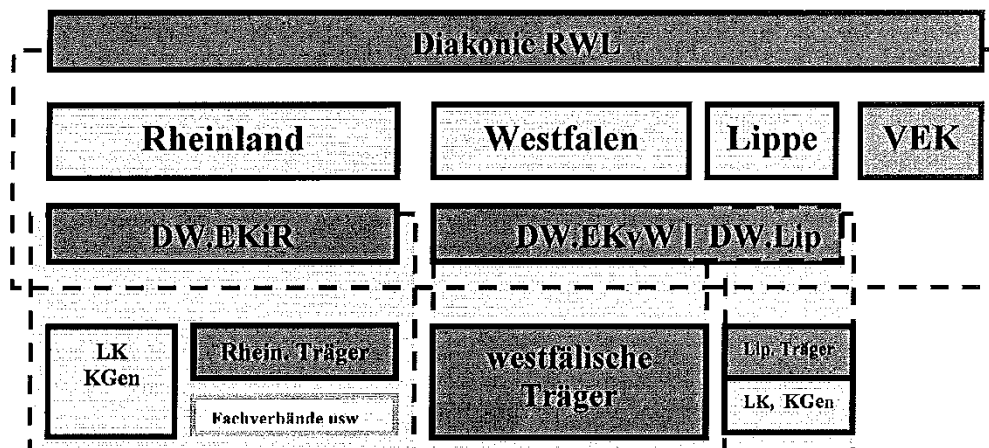 Diakonie RWL
Rheinland
Westfalen
Lippe
VEK
DW.EKiR
DW.EKvW
DW.Lip
LK
KGen
Rhein. Träger
Fachverbände usw
westfälische
Träger
Lip. Träger
LK, KGen